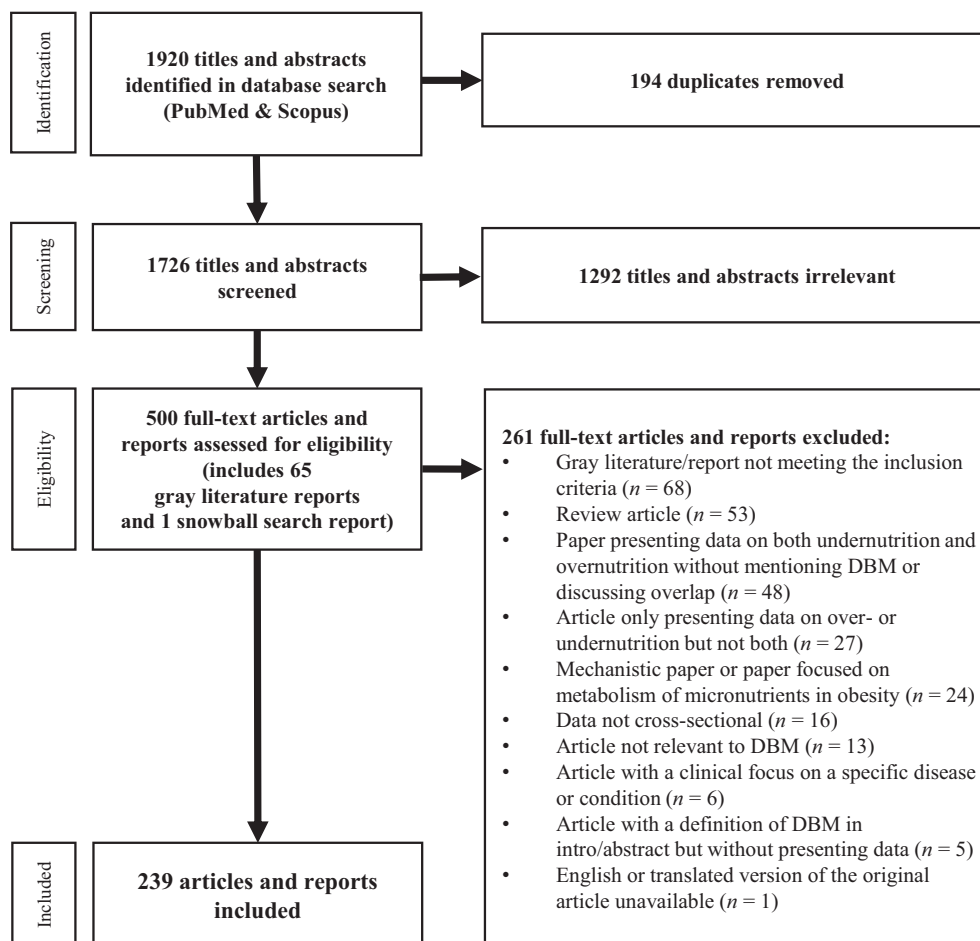 Identification
1920 titles and abstracts
identified in database search
(PubMed & Scopus)
194 duplicates removed
Screening
1726 titles and abstracts
screened
1292 titles and abstracts irrelevant
Eligibility
500 full-text articles and
reports assessed for eligibility
(includes 65
gray literature reports
and 1 snowball search report)
261 full-text articles and reports excluded:
• Gray literature/report not meeting the inclusion
criteria (n = 68)
• Review article (n = 53)
• Paper presenting data on both undernutrition and
overnutrition without mentioning DBM or
discussing overlap (n = 48)
• Article only presenting data on over- or
undernutrition but not both (n = 27)
• Mechanistic paper or paper focused on
metabolism of micronutrients in obesity (n = 24)
• Data not cross-sectional (n = 16)
• Article not relevant to DBM (n = 13)
• Article with a clinical focus on a specific disease
or condition (n = 6)
• Article with a definition of DBM in
intro/abstract but without presenting data (n = 5)
• English or translated version of the original
article unavailable (n = 1)
Included
239 articles and reports
included